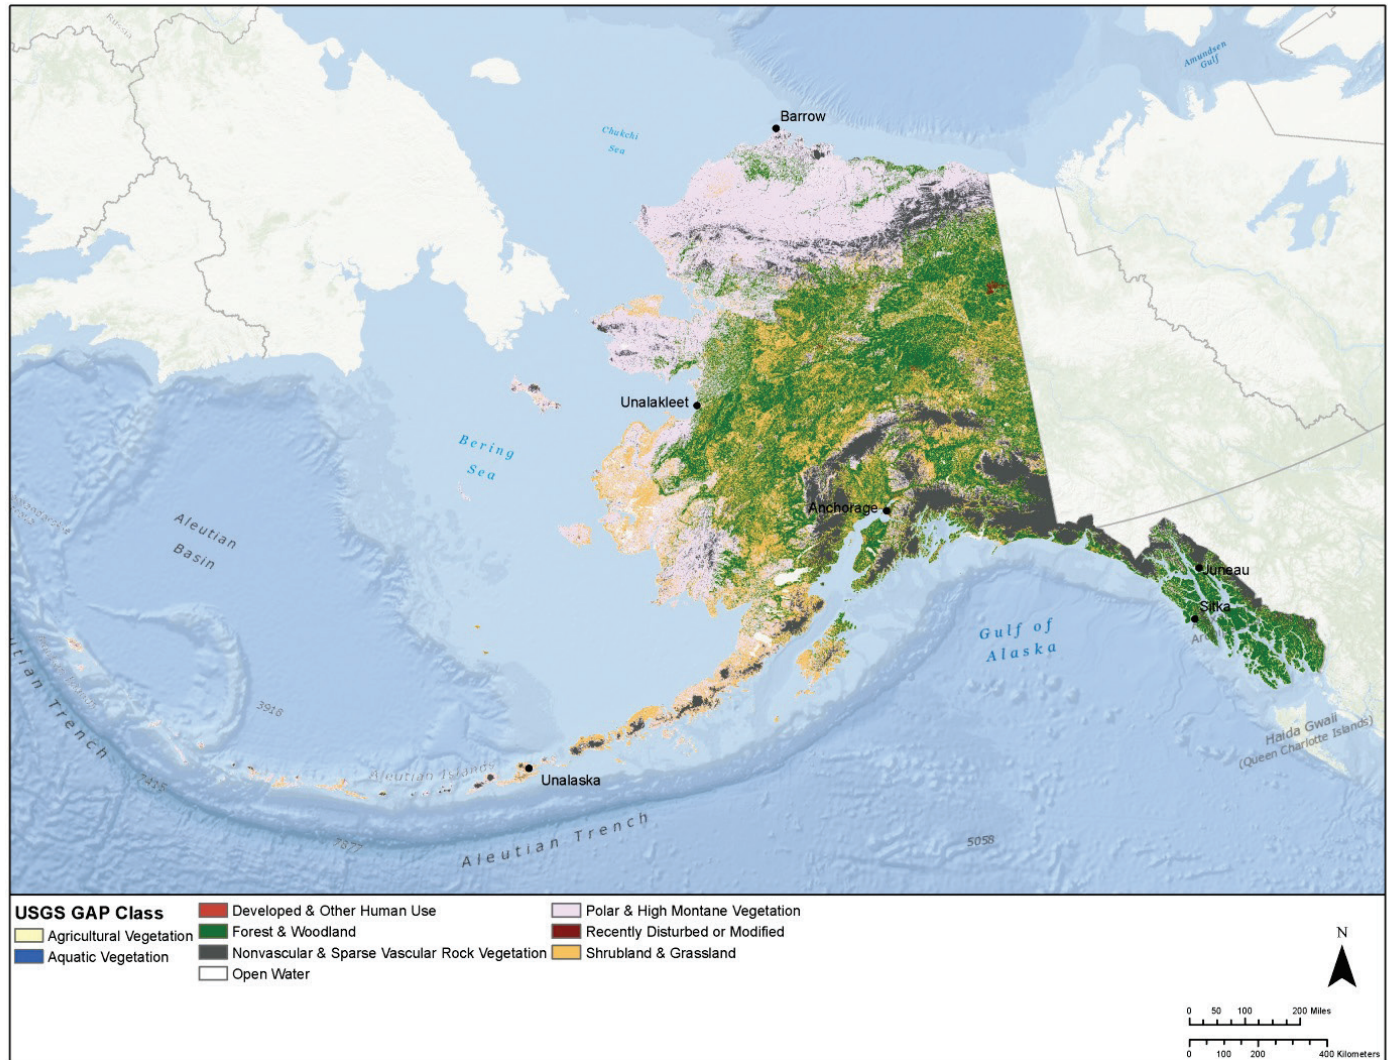 Russia
Amundsen
Gulf
Barrow
Chukchi
Sea
Unalakleet
Bering
Sea
Anchorage
Aleutian
Basin
Juneau
Sitka
Gulf of
Alaska
3918
Haida Gwaii
(Queen Charlotte Islands)
Aleutian Islands
Unalaska
7877
Aleutian Trench
5058
USGS GAP Class
Agricultural Vegetation
Aquatic Vegetation
Developed & Other Human Use
Forest & Woodland
Nonvascular & Sparse Vascular Rock Vegetation
Open Water
Polar & High Montane Vegetation
Recently Disturbed or Modified
Shrubland & Grassland
N
0 50 100 200 Miles
0 100 200 400 Kilometers